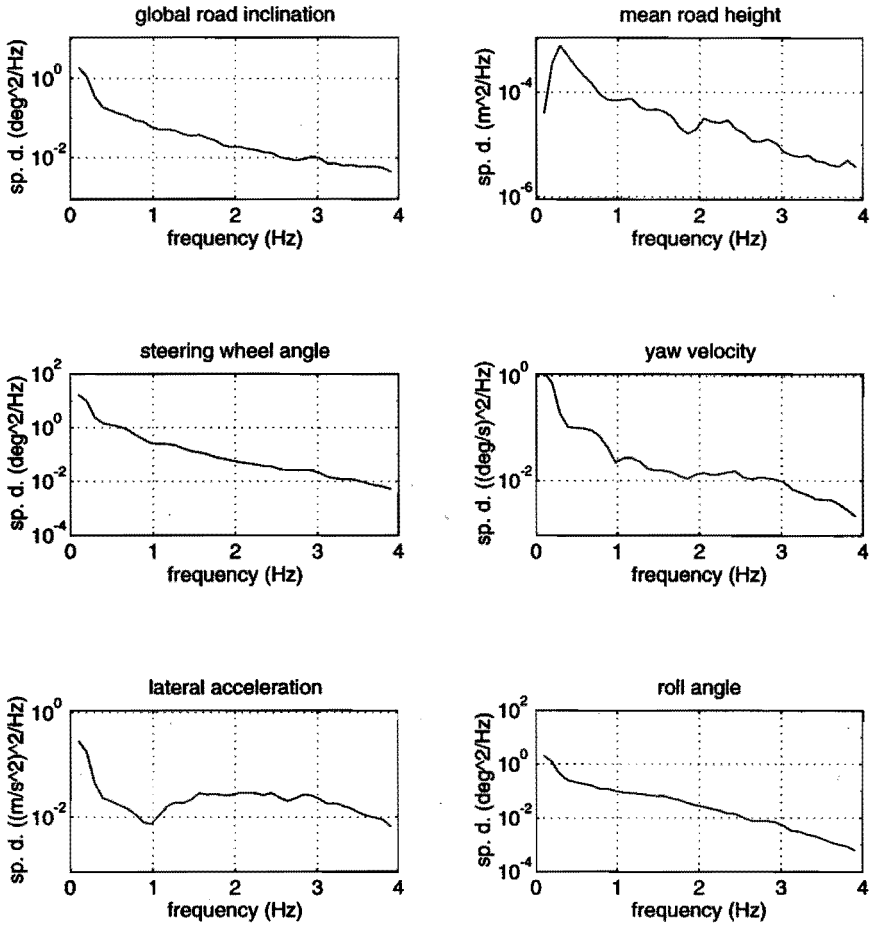 global road inclination
sp. d. (deg^2/Hz)
10^0
10^-2
0 1 2 3 4
frequency (Hz)
mean road height
sp. d. (m^2/Hz)
10^-4
10^-6
0 1 2 3 4
frequency (Hz)
steering wheel angle
sp. d. (deg^2/Hz)
10^2
10^0
10^-2
10^-4
0 1 2 3 4
frequency (Hz)
yaw velocity
sp. d. ((deg/s)^2/Hz)
10^0
10^-2
0 1 2 3 4
frequency (Hz)
lateral acceleration
sp. d. ((m/s^2)^2/Hz)
10^0
10^-2
0 1 2 3 4
frequency (Hz)
roll angle
sp. d. (deg^2/Hz)
10^2
10^0
10^-2
10^-4
0 1 2 3 4
frequency (Hz)